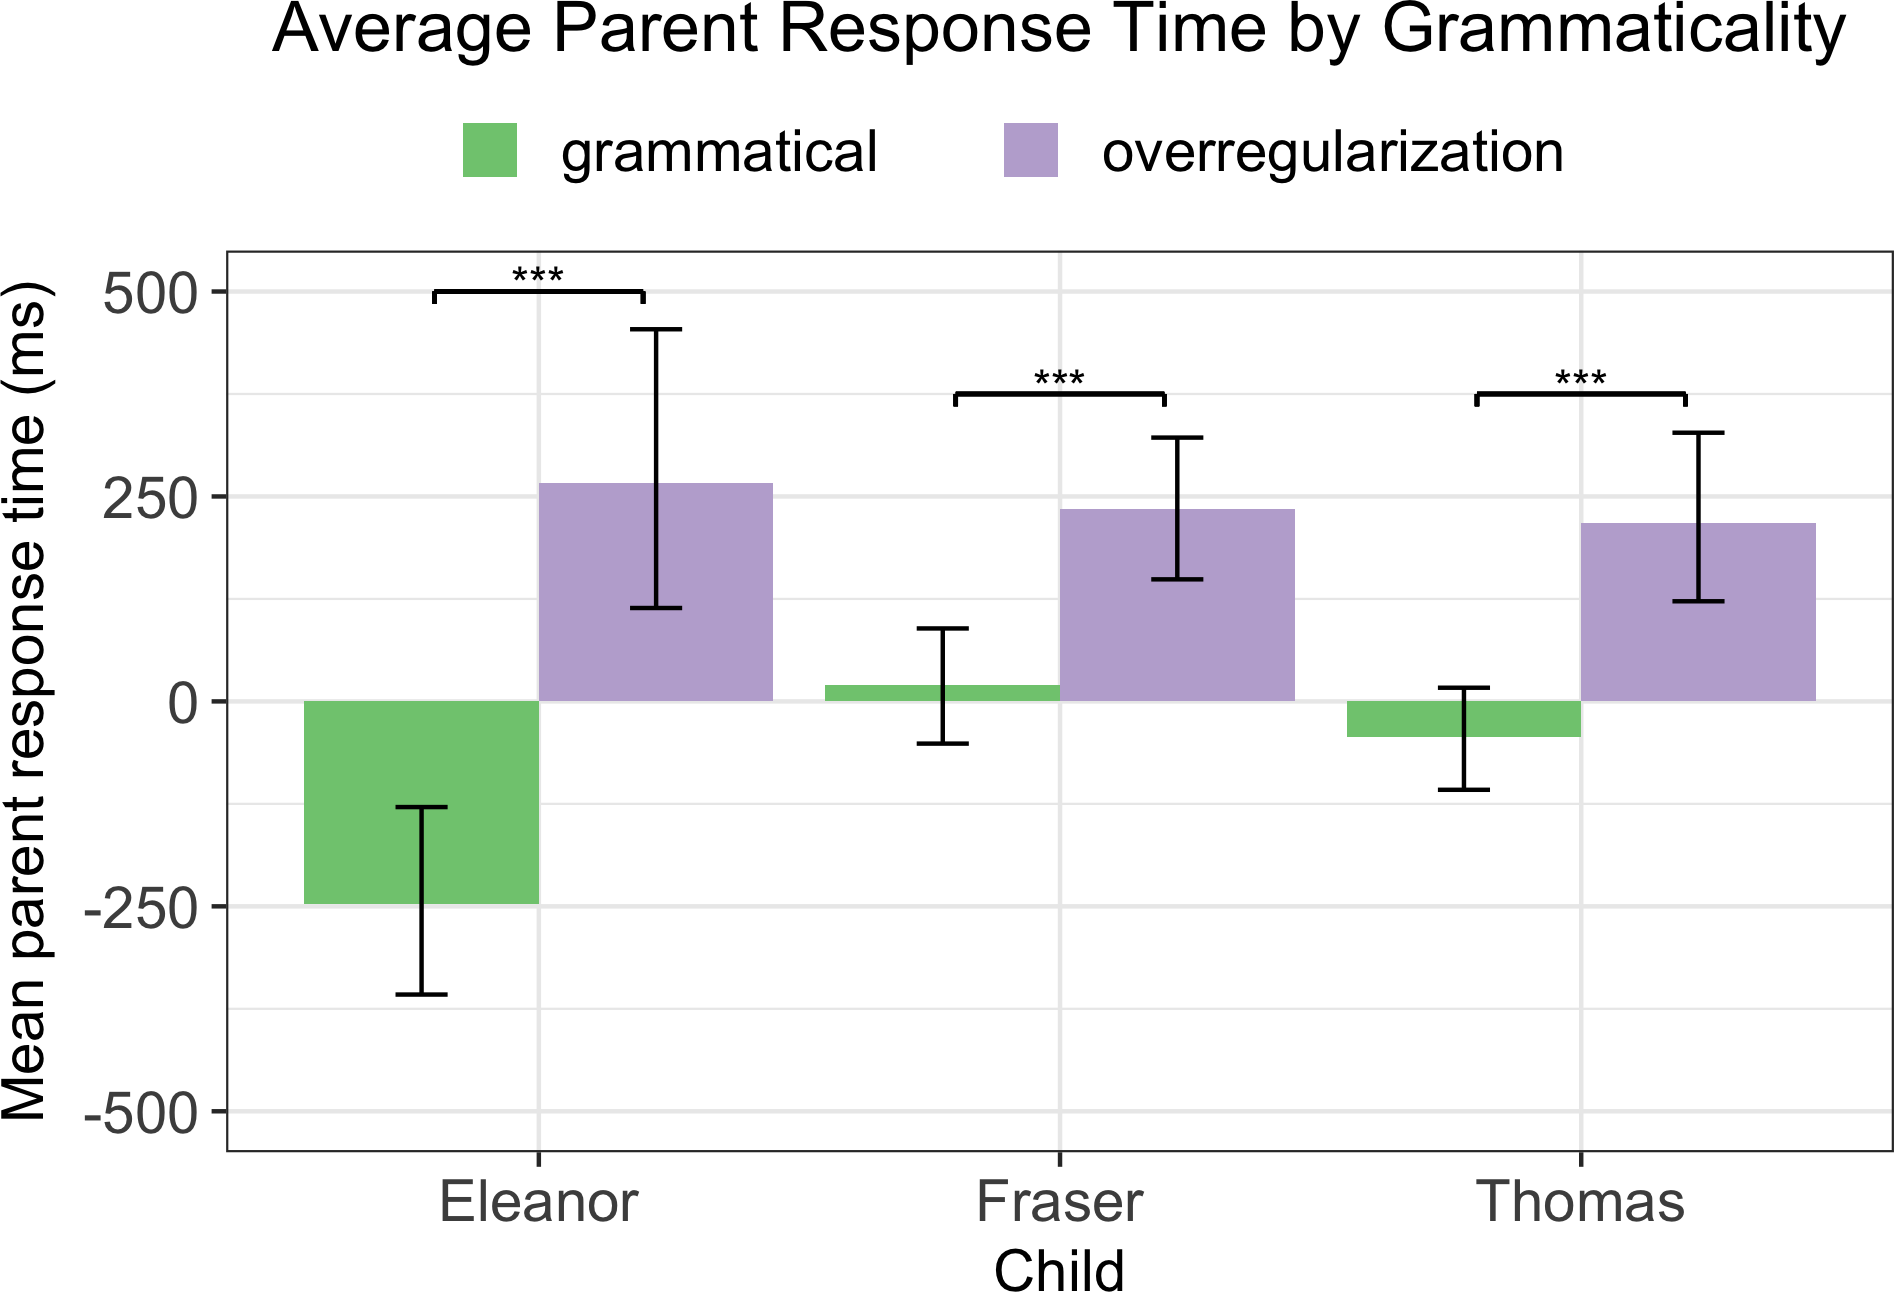 Average Parent Response Time by Grammaticality
grammatical overregularization
Mean parent response time (ms)
500
250
0
-250
-500
***
***
***
Eleanor Fraser Thomas
Child